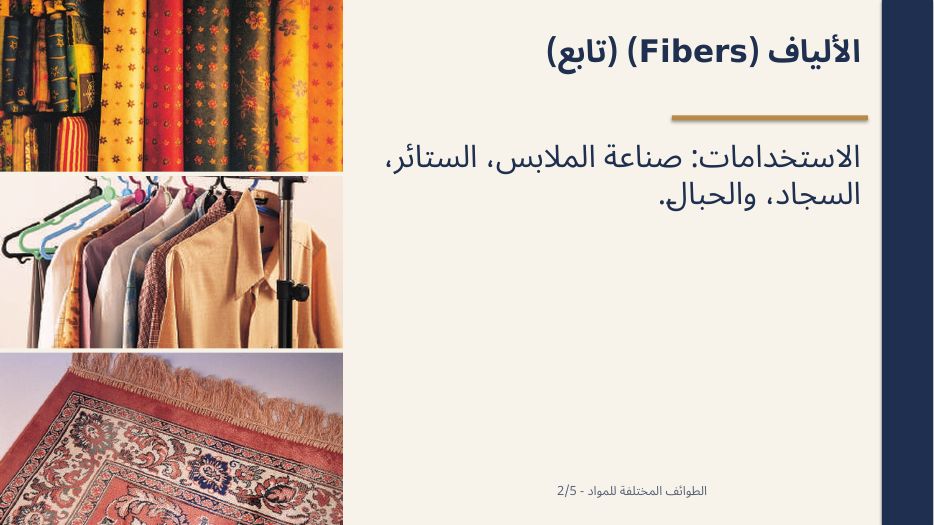 الألياف (Fibers) (تابع)
الاستخدامات: صناعة الملابس، الستائر،
السجاد، والحبال.
الطوائف المختلفة للمواد - 2/5